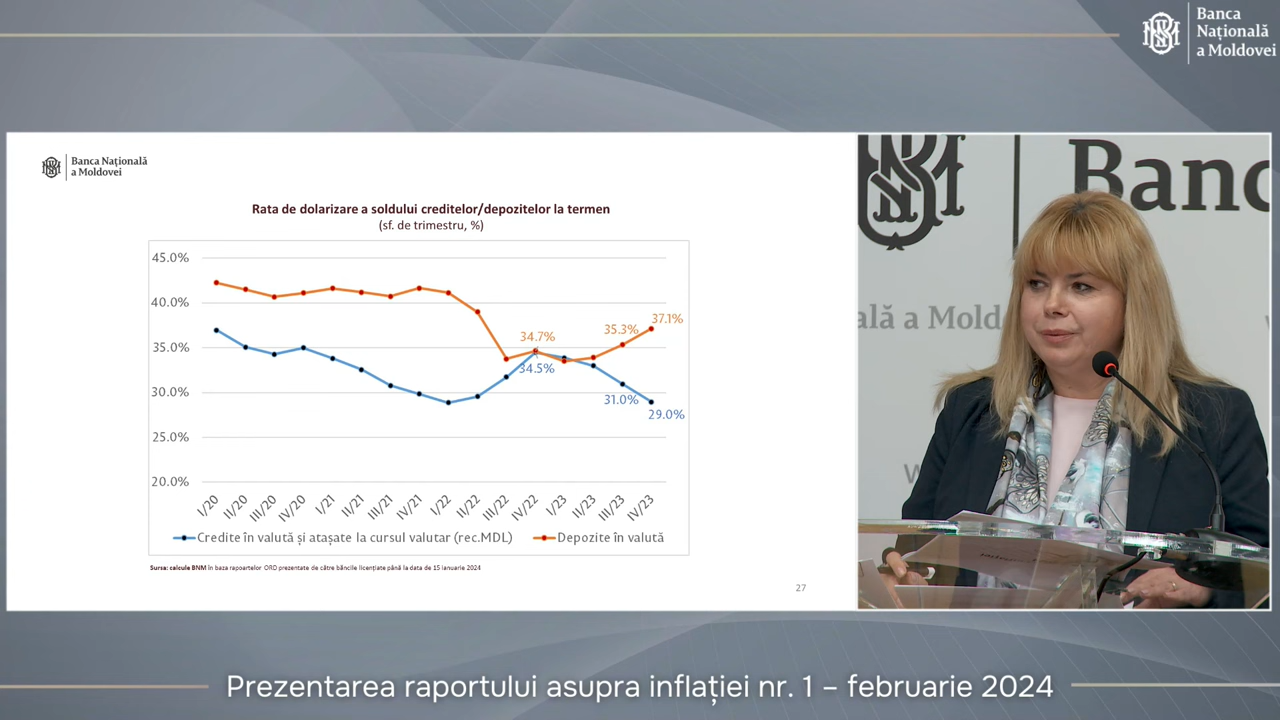 Banca
Națională
a Moldovei
Banca Națională
a Moldovei
Rata de dolarizare a soldului creditelor/depozitelor la termen
(sf. de trimestru, %)
45.0%
40.0%
35.0%
30.0%
25.0%
20.0%
37.1%
35.3%
34.7%
34.5%
31.0%
29.0%
I/20
II/20
III/20
IV/20
I/21
II/21
III/21
IV/21
I/22
II/22
III/22
IV/22
I/23
II/23
III/23
IV/23
Credite în valută și atașate la cursul valutar (rec.MDL)
Depozite în valută
Sursa: calcule BNM în baza rapoartelor ORD prezentate de către băncile licențiate până la data de 15 ianuarie 2024
27
Banc
ală a Mold
W
Prezentarea raportului asupra inflației nr. 1 – februarie 2024